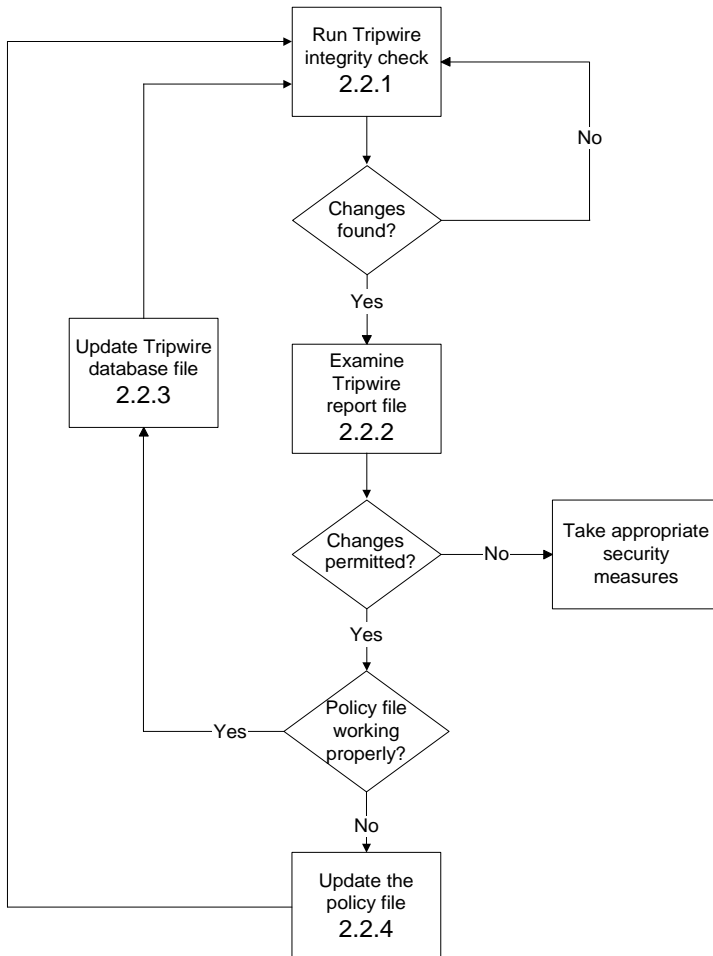 Run Tripwire
integrity check
2.2.1
No
Changes
found?
Yes
Update Tripwire
database file
2.2.3
Examine
Tripwire
report file
2.2.2
Changes
permitted?
No
Take appropriate
security
measures
Yes
Policy file
working
properly?
Yes
No
Update the
policy file
2.2.4